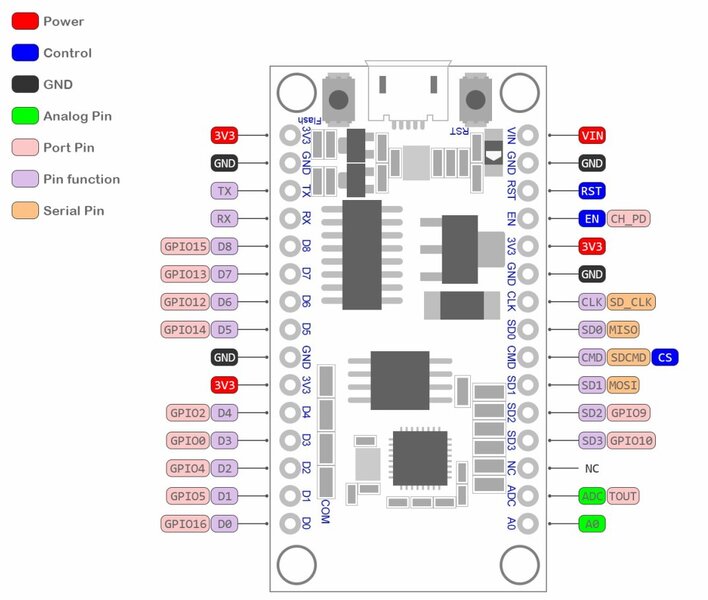 Power
Control
GND
Analog Pin
Port Pin
Pin function
Serial Pin
Flash
RST
3V3 3V3 VIN VIN
GND GND GND GND
TX TX RST RST
RX RX EN EN CH_PD
GPIO15 D8 D8 3V3 3V3
GPIO13 D7 D7 GND GND
GPIO12 D6 D6 CLK CLK SD_CLK
GPIO14 D5 D5 SD0 SD0 MISO
GND GND CMD CMD SDCMD CS
3V3 3V3 SD1 SD1 MOSI
GPIO2 D4 D4 SD2 SD2 GPIO9
GPIO0 D3 D3 SD3 SD3 GPIO10
GPIO4 D2 D2 NC NC
GPIO5 D1 D1 ADC ADC TOUT
GPIO16 D0 D0 A0 A0
COM